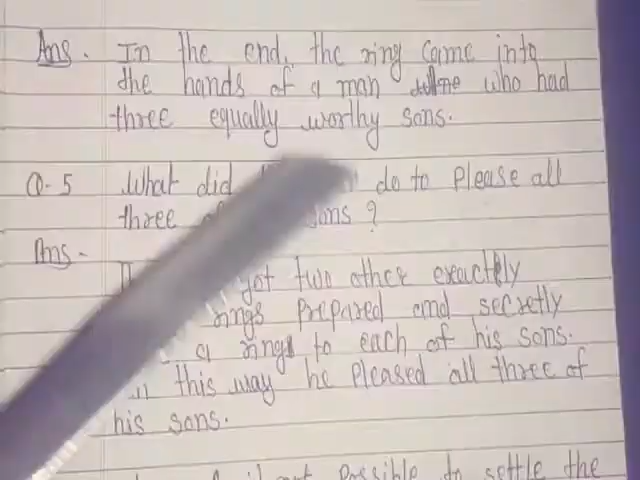 Ans. In the end, the ring came into
the hands of a man who had
three equally worthy sons.
Q.5 What did do to Please all
three sons ?
Ans- got two other exactly
rings prepared and secretly
a ring to each of his sons.
this way he pleased all three of
his sons.
possible to settle the